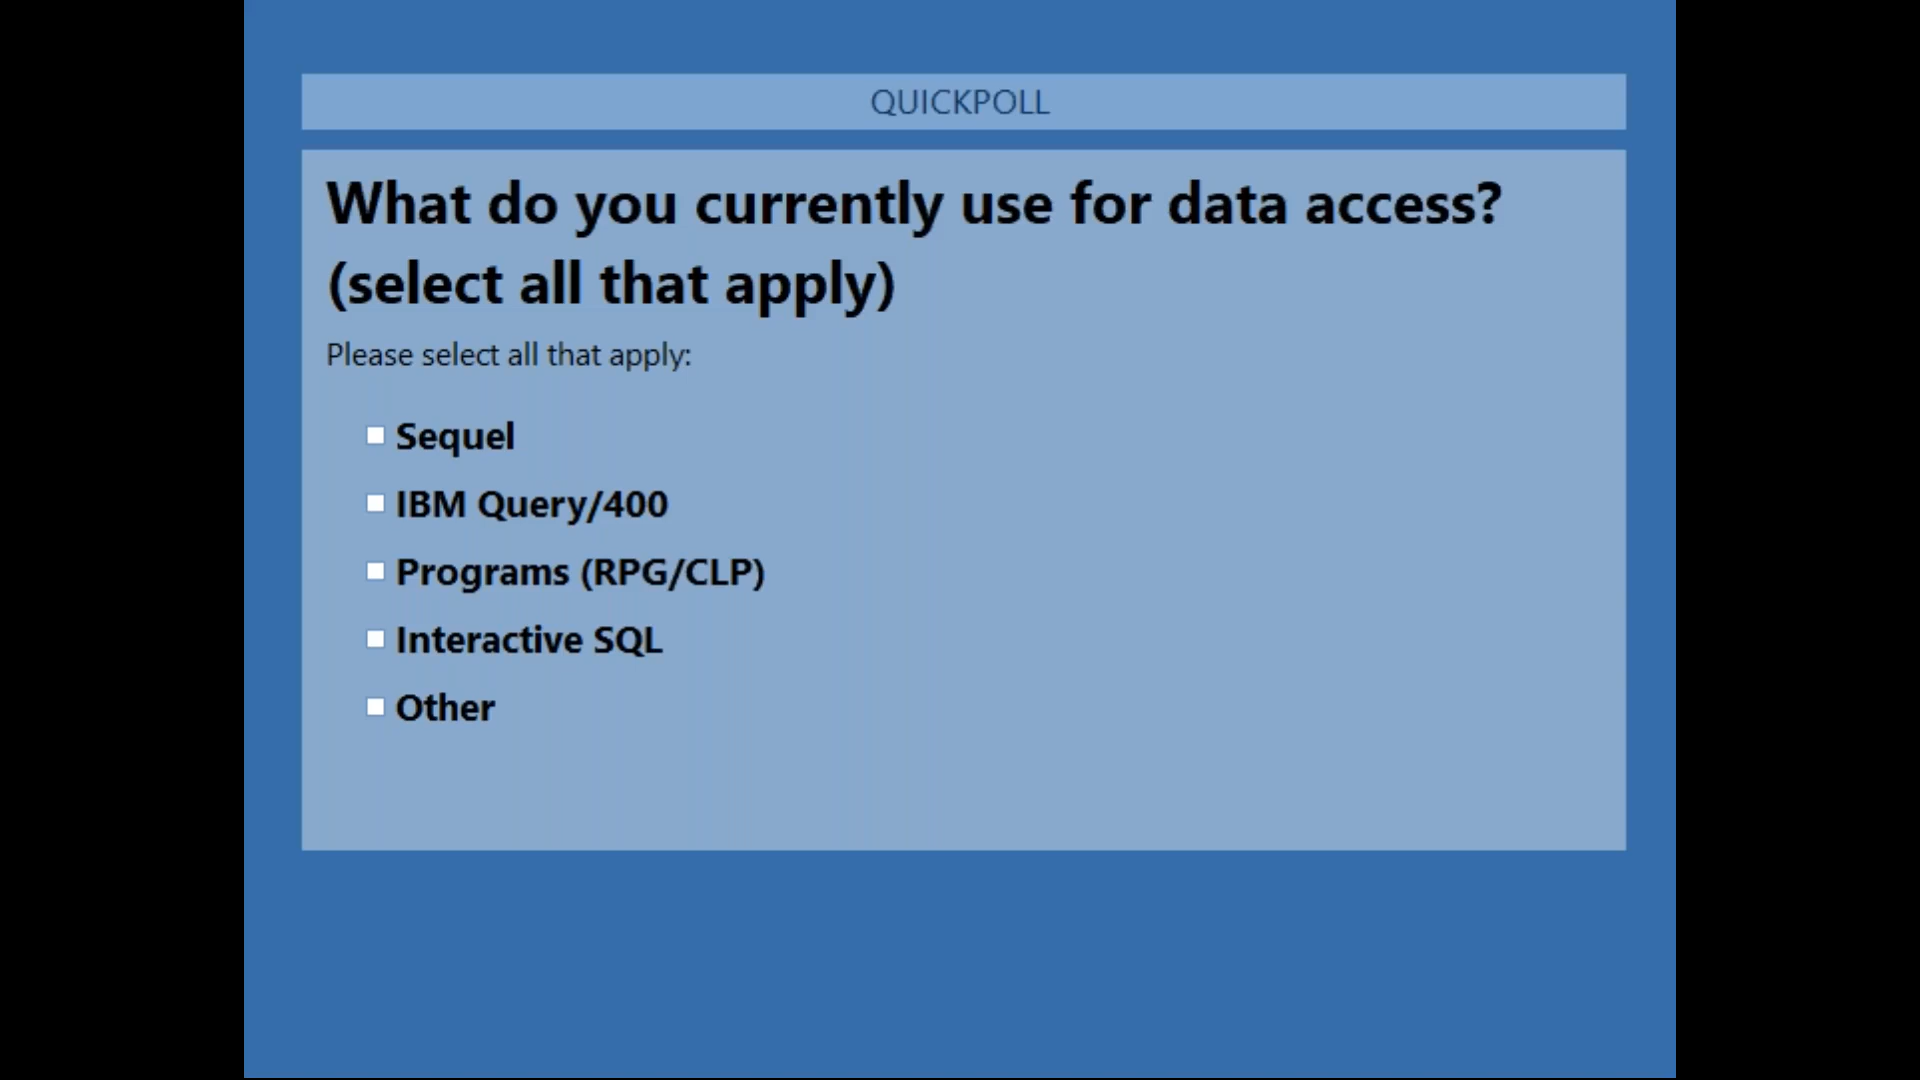 QUICKPOLL
What do you currently use for data access?
(select all that apply)
Please select all that apply:
Sequel
IBM Query/400
Programs (RPG/CLP)
Interactive SQL
Other